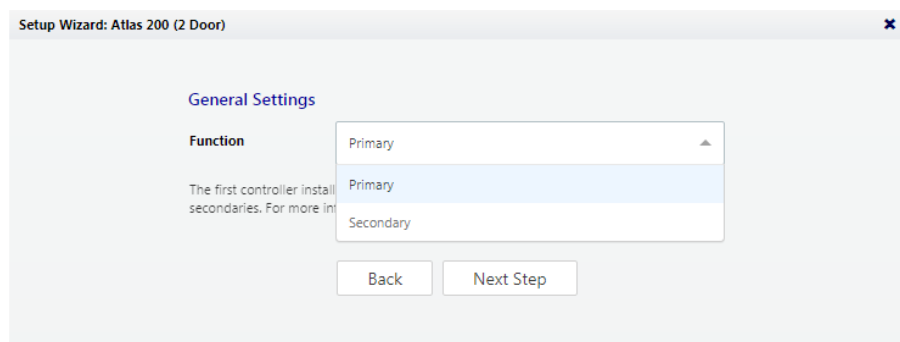 Setup Wizard: Atlas 200 (2 Door)
General Settings
Function
Primary
Primary
Secondary
The first controller install
secondaries. For more in
Back
Next Step